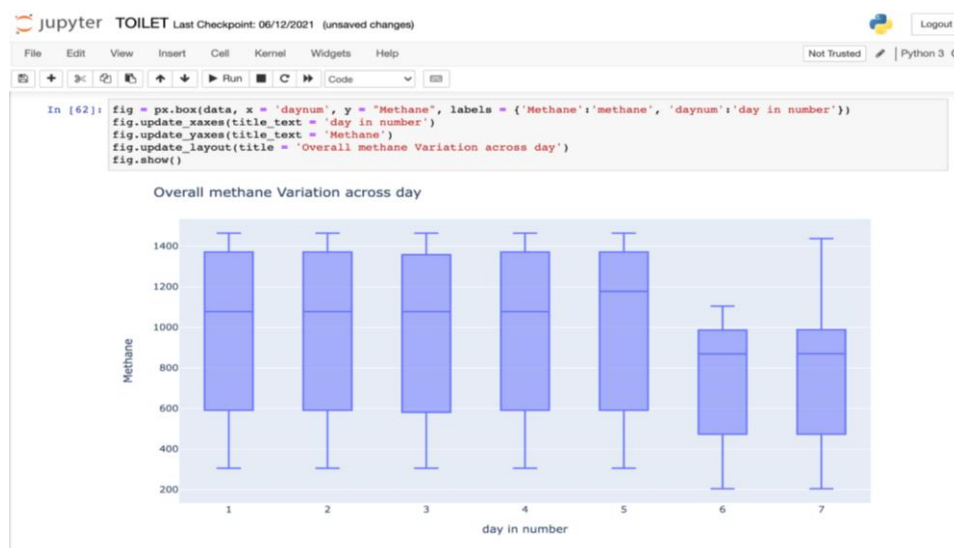 jupyter TOILET Last Checkpoint: 06/12/2021 (unsaved changes)
Logout
File Edit View Insert Cell Kernel Widgets Help
Not Trusted Python 3
Run Code
In [62]: fig = px.box(data, x = 'daynum', y = "Methane", labels = {'Methane':'methane', 'daynum':'day in number'})
fig.update_xaxes(title_text = 'day in number')
fig.update_yaxes(title_text = 'Methane')
fig.update_layout(title = 'Overall methane Variation across day')
fig.show()
Overall methane Variation across day
1400
1200
1000
800
600
400
200
Methane
1 2 3 4 5 6 7
day in number